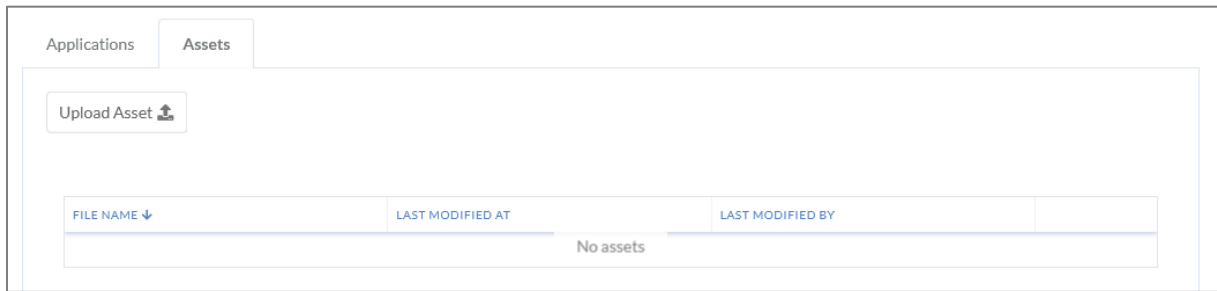 Applications Assets
Upload Asset
FILE NAME LAST MODIFIED AT LAST MODIFIED BY
No assets